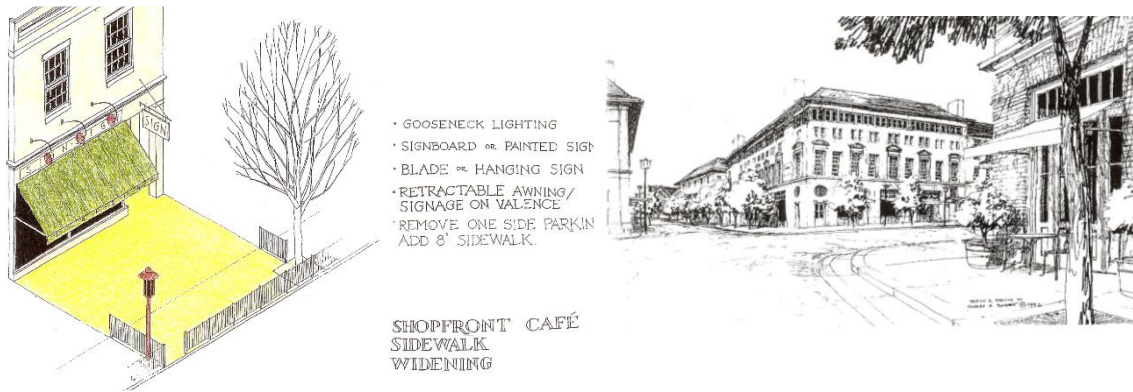 SIGN
S I G N
• GOOSENECK LIGHTING
• SIGNBOARD OR PAINTED SIGN
• BLADE OR HANGING SIGN
• RETRACTABLE AWNING/
SIGNAGE ON VALENCE
• REMOVE ONE SIDE PARKIN
ADD 8' SIDEWALK.
SHOPFRONT CAFÉ
SIDEWALK
WIDENING
© 1996